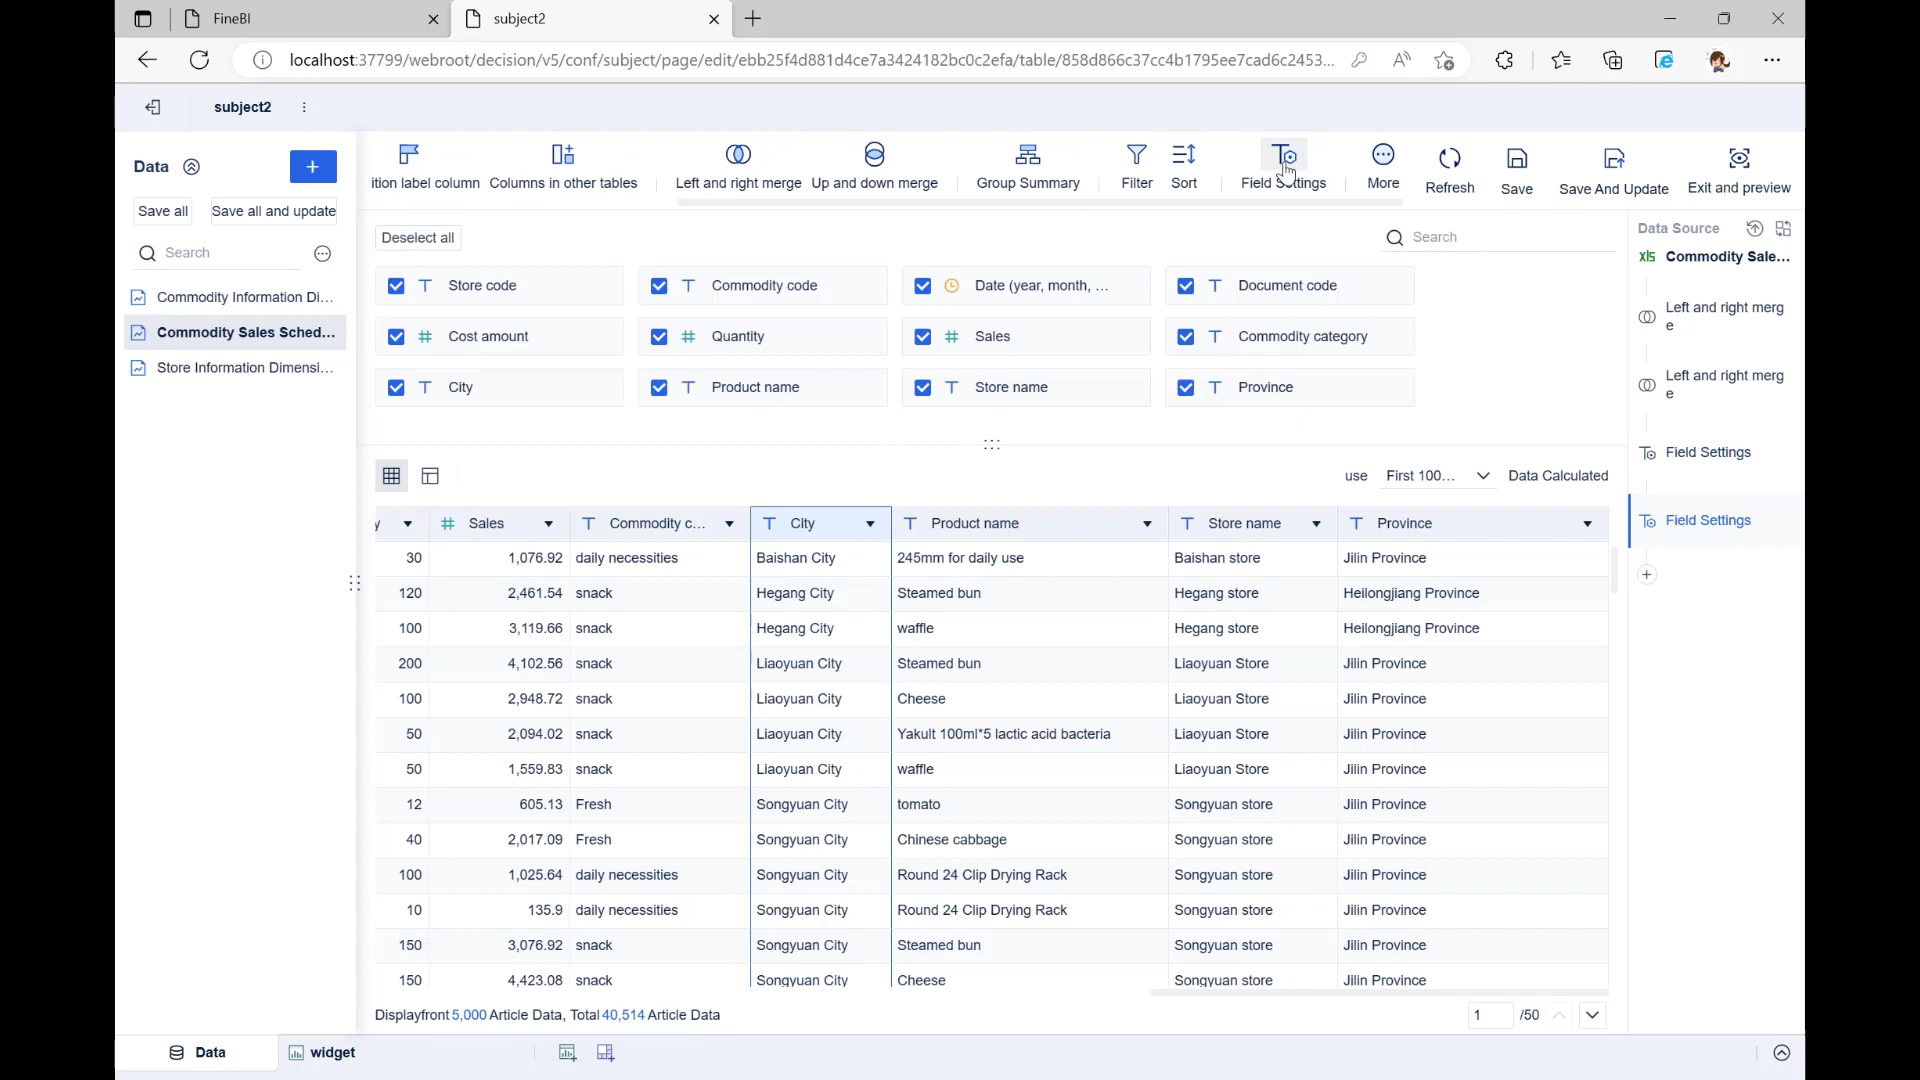 FineBI
subject2
localhost:37799/webroot/decision/v5/conf/subject/page/edit/ebb25f4d881d4ce7a3424182bc0c2efa/table/858d866c37cc4b1795ee7cad6c2453...
subject2
Data
+
Save all
Save all and update
Search
Commodity Information Di...
Commodity Sales Sched...
Store Information Dimensi...
ition label column
Columns in other tables
Left and right merge
Up and down merge
Group Summary
Filter
Sort
Field Settings
More
Refresh
Save
Save And Update
Exit and preview
Deselect all
Search
Store code
Commodity code
Date (year, month, ...
Document code
Cost amount
Quantity
Sales
Commodity category
City
Product name
Store name
Province
use First 100... Data Calculated
y Sales Commodity c... City Product name Store name Province
30 1,076.92 daily necessities Baishan City 245mm for daily use Baishan store Jilin Province
120 2,461.54 snack Hegang City Steamed bun Hegang store Heilongjiang Province
100 3,119.66 snack Hegang City waffle Hegang store Heilongjiang Province
200 4,102.56 snack Liaoyuan City Steamed bun Liaoyuan Store Jilin Province
100 2,948.72 snack Liaoyuan City Cheese Liaoyuan Store Jilin Province
50 2,094.02 snack Liaoyuan City Yakult 100ml*5 lactic acid bacteria Liaoyuan Store Jilin Province
50 1,559.83 snack Liaoyuan City waffle Liaoyuan Store Jilin Province
12 605.13 Fresh Songyuan City tomato Songyuan store Jilin Province
40 2,017.09 Fresh Songyuan City Chinese cabbage Songyuan store Jilin Province
100 1,025.64 daily necessities Songyuan City Round 24 Clip Drying Rack Songyuan store Jilin Province
10 135.9 daily necessities Songyuan City Round 24 Clip Drying Rack Songyuan store Jilin Province
150 3,076.92 snack Songyuan City Steamed bun Songyuan store Jilin Province
150 4,423.08 snack Songyuan City Cheese Songyuan store Jilin Province
Displayfront 5,000 Article Data, Total 40,514 Article Data
1 /50
Data Source
XlS Commodity Sale...
Left and right merg
e
Left and right merg
e
Field Settings
Field Settings
Data
widget